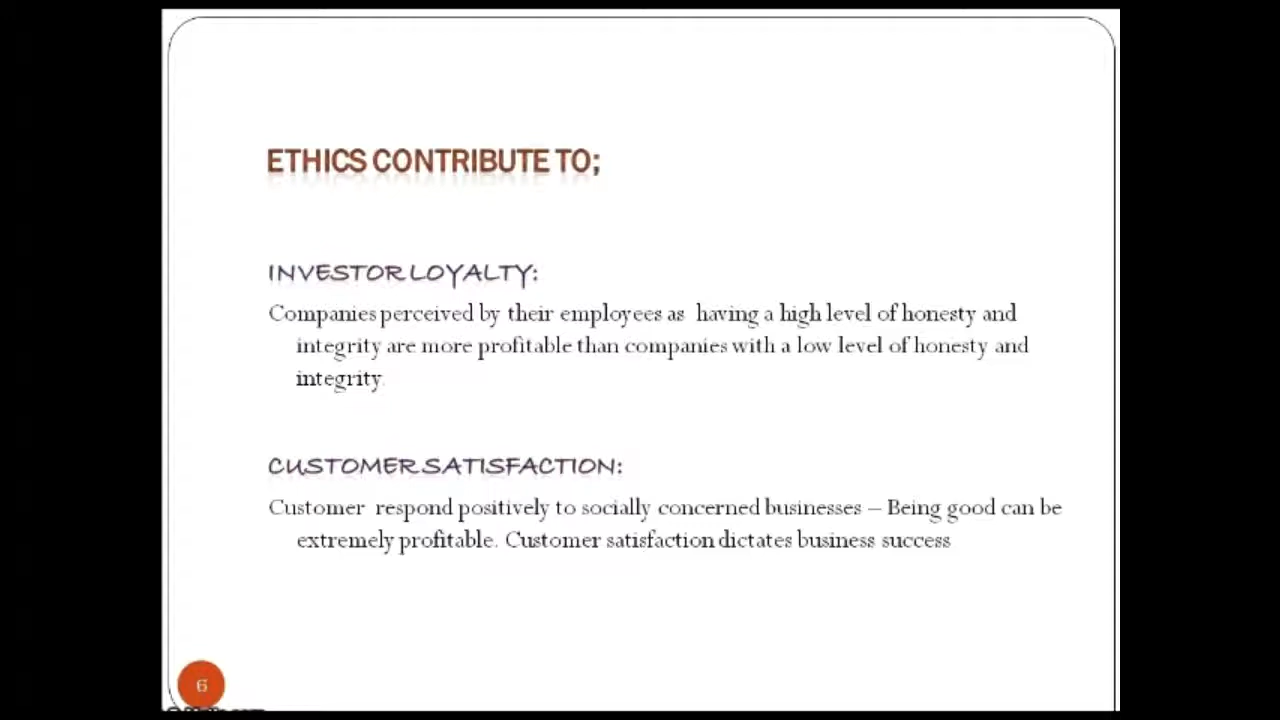 ETHICS CONTRIBUTE TO;
INVESTOR LOYALTY:
Companies perceived by their employees as having a high level of honesty and
integrity are more profitable than companies with a low level of honesty and
integrity.
CUSTOMER SATISFACTION:
Customer respond positively to socially concerned businesses – Being good can be
extremely profitable. Customer satisfaction dictates business success
6